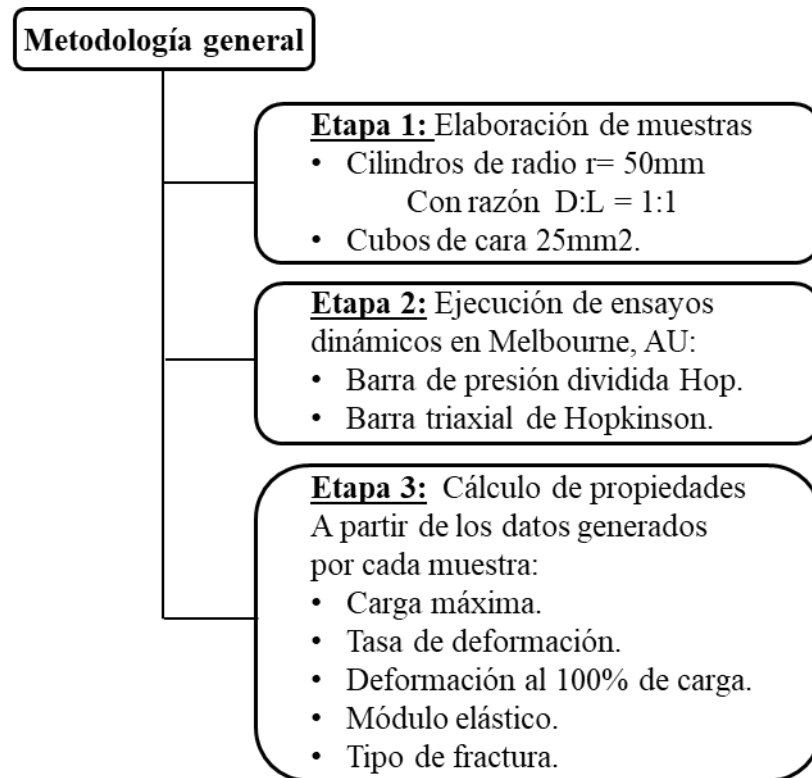 Metodología general
Etapa 1: Elaboración de muestras
• Cilindros de radio r= 50mm
Con razón D:L = 1:1
• Cubos de cara 25mm2.
Etapa 2: Ejecución de ensayos
dinámicos en Melbourne, AU:
• Barra de presión dividida Hop.
• Barra triaxial de Hopkinson.
Etapa 3: Cálculo de propiedades
A partir de los datos generados
por cada muestra:
• Carga máxima.
• Tasa de deformación.
• Deformación al 100% de carga.
• Módulo elástico.
• Tipo de fractura.